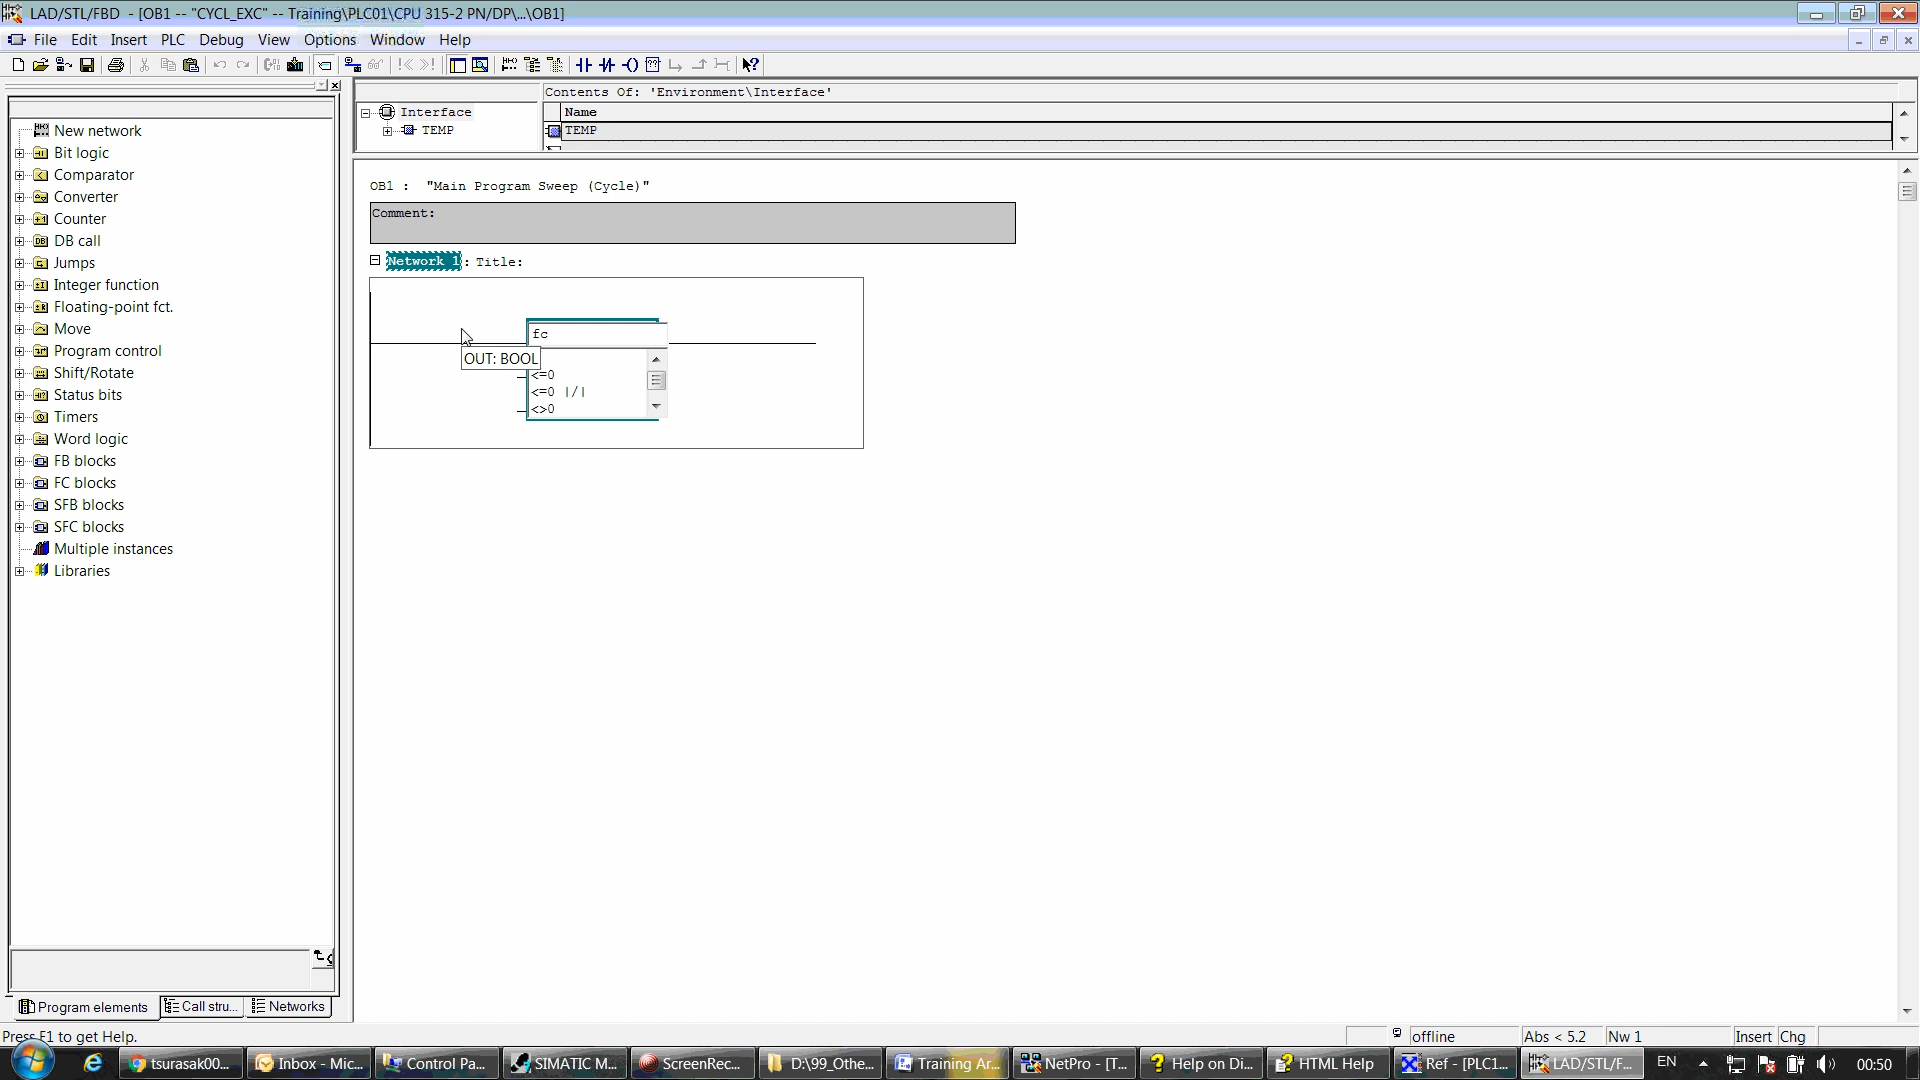 LAD/STL/FBD - [OB1 -- "CYCL_EXC" -- Training\PLC01\CPU 315-2 PN/DP\...\OB1]
File Edit Insert PLC Debug View Options Window Help
Contents Of: 'Environment\Interface'
Interface
TEMP
Name
TEMP
New network
Bit logic
Comparator
Converter
Counter
DB call
Jumps
Integer function
Floating-point fct.
Move
Program control
Shift/Rotate
Status bits
Timers
Word logic
FB blocks
FC blocks
SFB blocks
SFC blocks
Multiple instances
Libraries
OB1 : "Main Program Sweep (Cycle)"
Comment:
Network 1 : Title:
fc
OUT: BOOL
<=0
<=0 |/|
<>0
Program elements Call stru... Networks
Press F1 to get Help.
offline Abs < 5.2 Nw 1 Insert Chg
tsurasak00... Inbox - Mic... Control Pa... SIMATIC M... ScreenRec... D:\99_Othe... Training Ar... NetPro - [T... Help on Di... HTML Help Ref - [PLC1... LAD/STL/F... EN 00:50